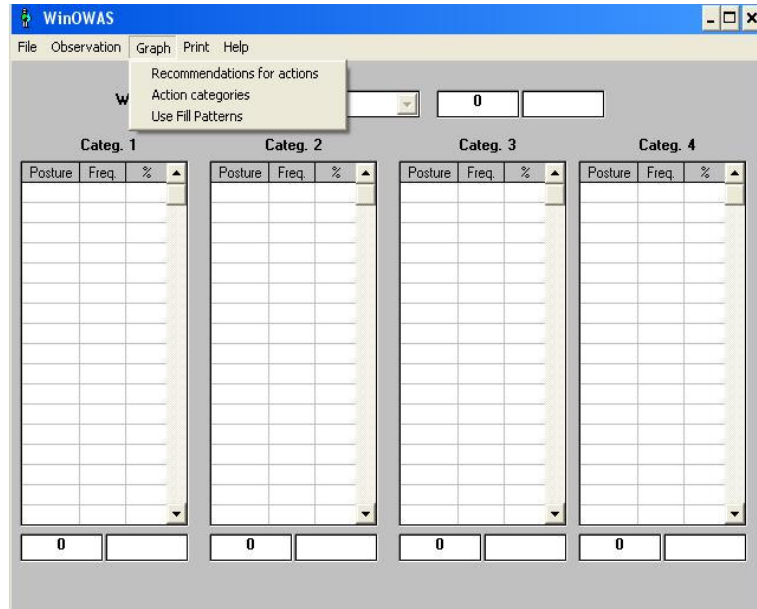 WinOWAS
File Observation Graph Print Help
Recommendations for actions
Action categories
Use Fill Patterns
W
0
Categ. 1 Categ. 2 Categ. 3 Categ. 4
Posture Freq. % Posture Freq. % Posture Freq. % Posture Freq. %
0 0 0 0